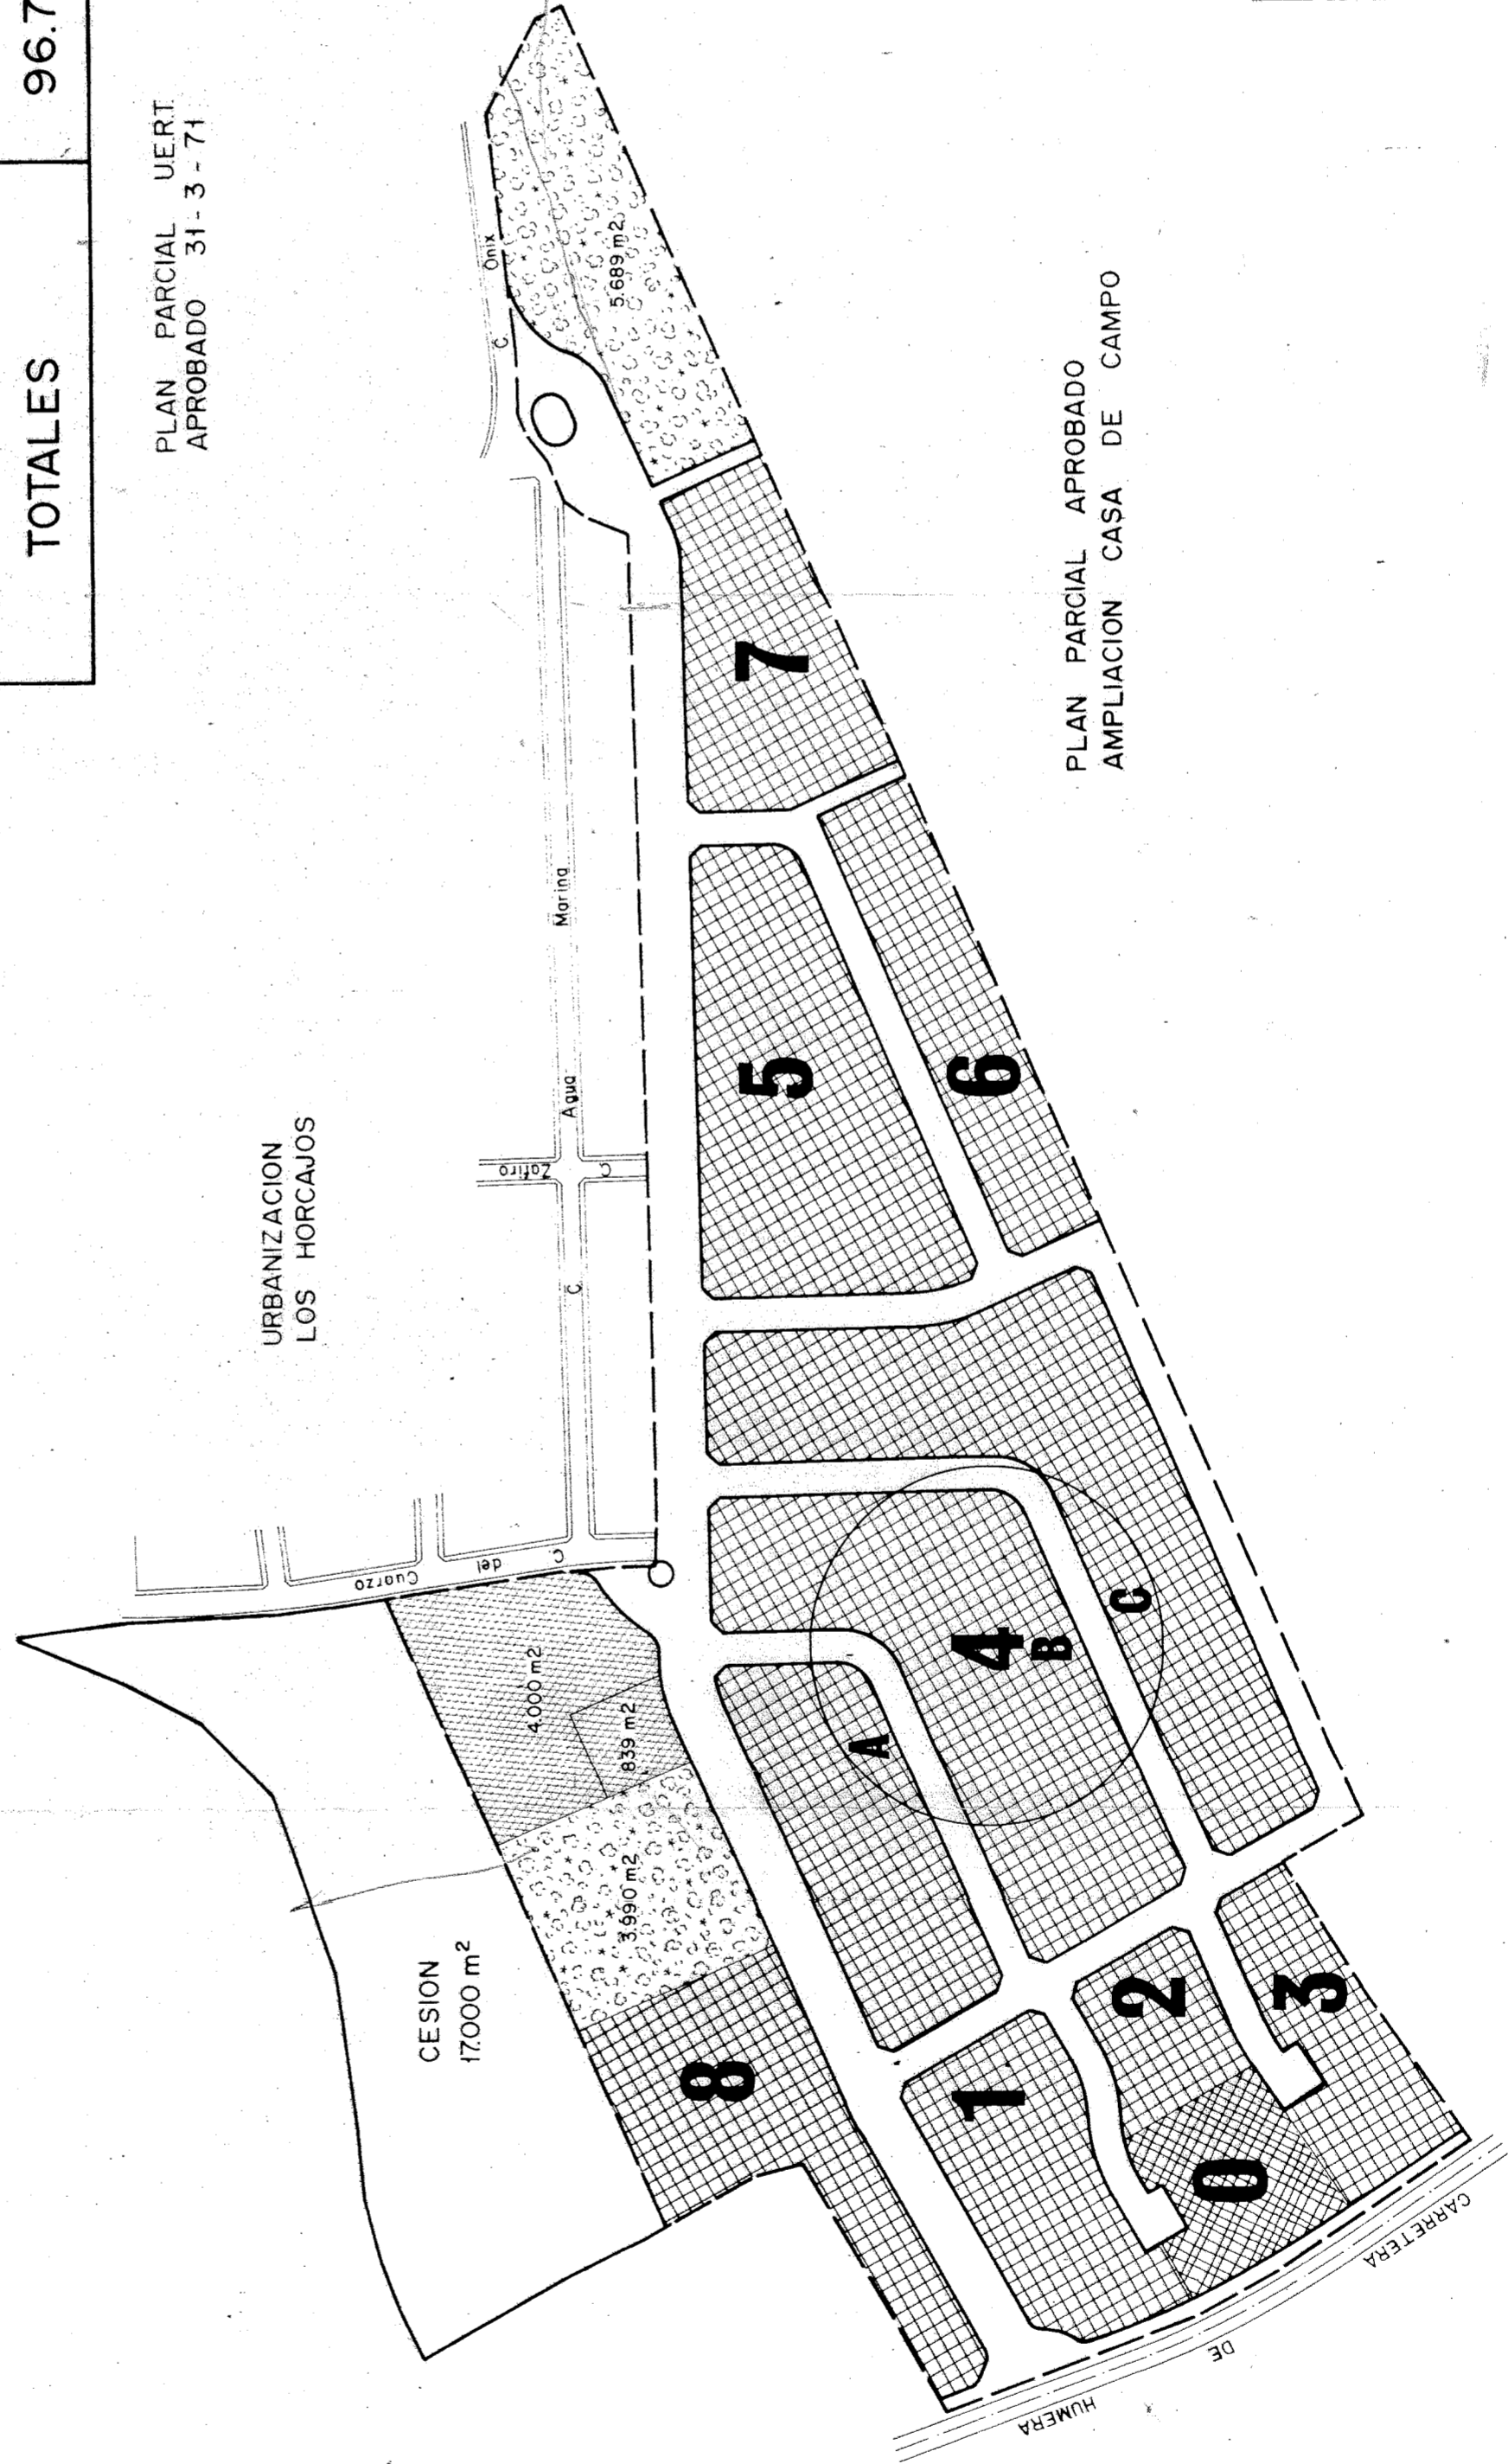 TOTALES
96.7
PLAN PARCIAL U.E.R.T.
APROBADO 31-3-71
URBANIZACION
LOS HORCAJOS
CESION
17.000 m²
PLAN PARCIAL APROBADO
AMPLIACION CASA DE CAMPO
C. Onix
C. Agua Marina
C. Zafiro
C. del Cuarzo
5.689 m2
4.000 m2
839 m2
3.990 m2
8
1
2
0
3
4
A
B
C
5
6
7
CARRETERA DE HUMERA